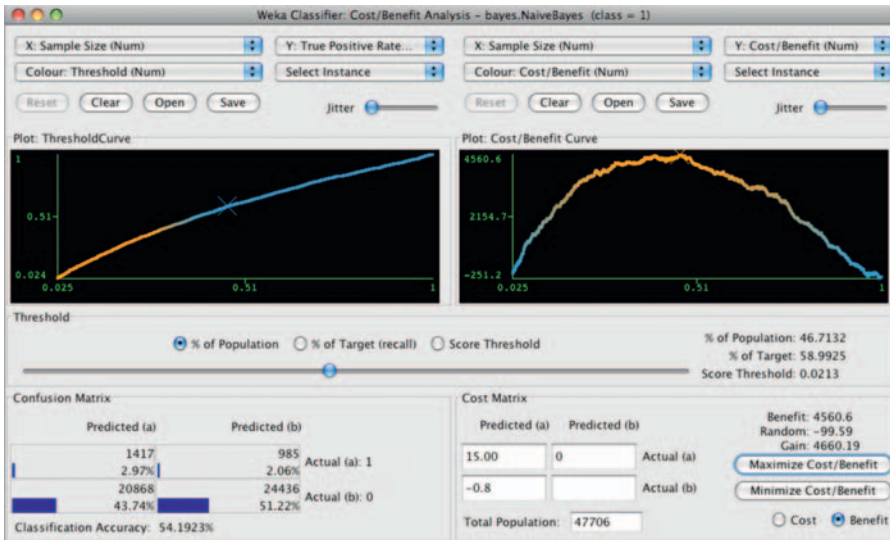 Weka Classifier: Cost/Benefit Analysis - bayes.NaiveBayes (class = 1)
X: Sample Size (Num) Y: True Positive Rate... X: Sample Size (Num) Y: Cost/Benefit (Num)
Colour: Threshold (Num) Select Instance Colour: Cost/Benefit (Num) Select Instance
Reset Clear Open Save Jitter Reset Clear Open Save Jitter
Plot: ThresholdCurve Plot: Cost/Benefit Curve
1 4560.6
0.51 2154.7
0.024 -251.2
0.025 0.51 1 0.025 0.51 1
Threshold
% of Population % of Target (recall) Score Threshold
% of Population: 46.7132
% of Target: 58.9925
Score Threshold: 0.0213
Confusion Matrix
Predicted (a) Predicted (b)
1417 985 Actual (a): 1
2.97% 2.06%
20868 24436 Actual (b): 0
43.74% 51.22%
Classification Accuracy: 54.1923%
Cost Matrix
Predicted (a) Predicted (b)
15.00 0 Actual (a)
-0.8 Actual (b)
Total Population: 47706
Benefit: 4560.6
Random: -99.59
Gain: 4660.19
Maximize Cost/Benefit
Minimize Cost/Benefit
Cost Benefit